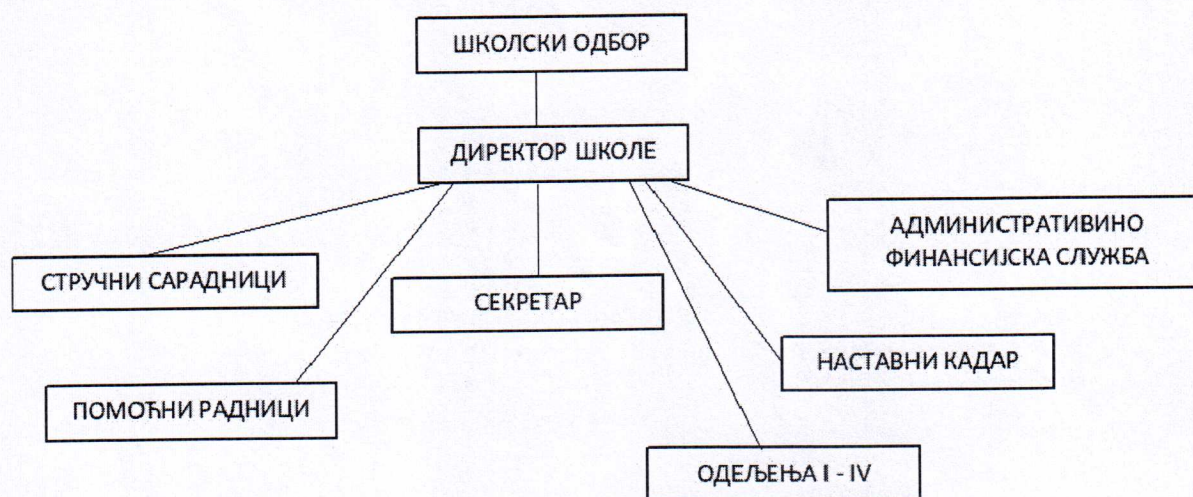 ШКОЛСКИ ОДБОР
ДИРЕКТОР ШКОЛЕ
АДМИНИСТРАТИВИНО
ФИНАНСИЈСКА СЛУЖБА
СТРУЧНИ САРАДНИЦИ
СЕКРЕТАР
НАСТАВНИ КАДАР
ПОМОЋНИ РАДНИЦИ
ОДЕЉЕЊА I - IV